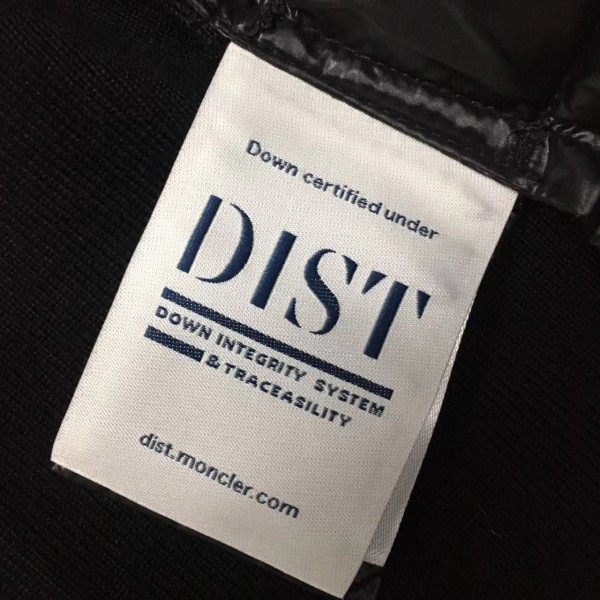 Down certified under
DIST
DOWN INTEGRITY SYSTEM
& TRACEASILITY
dist.moncler.com